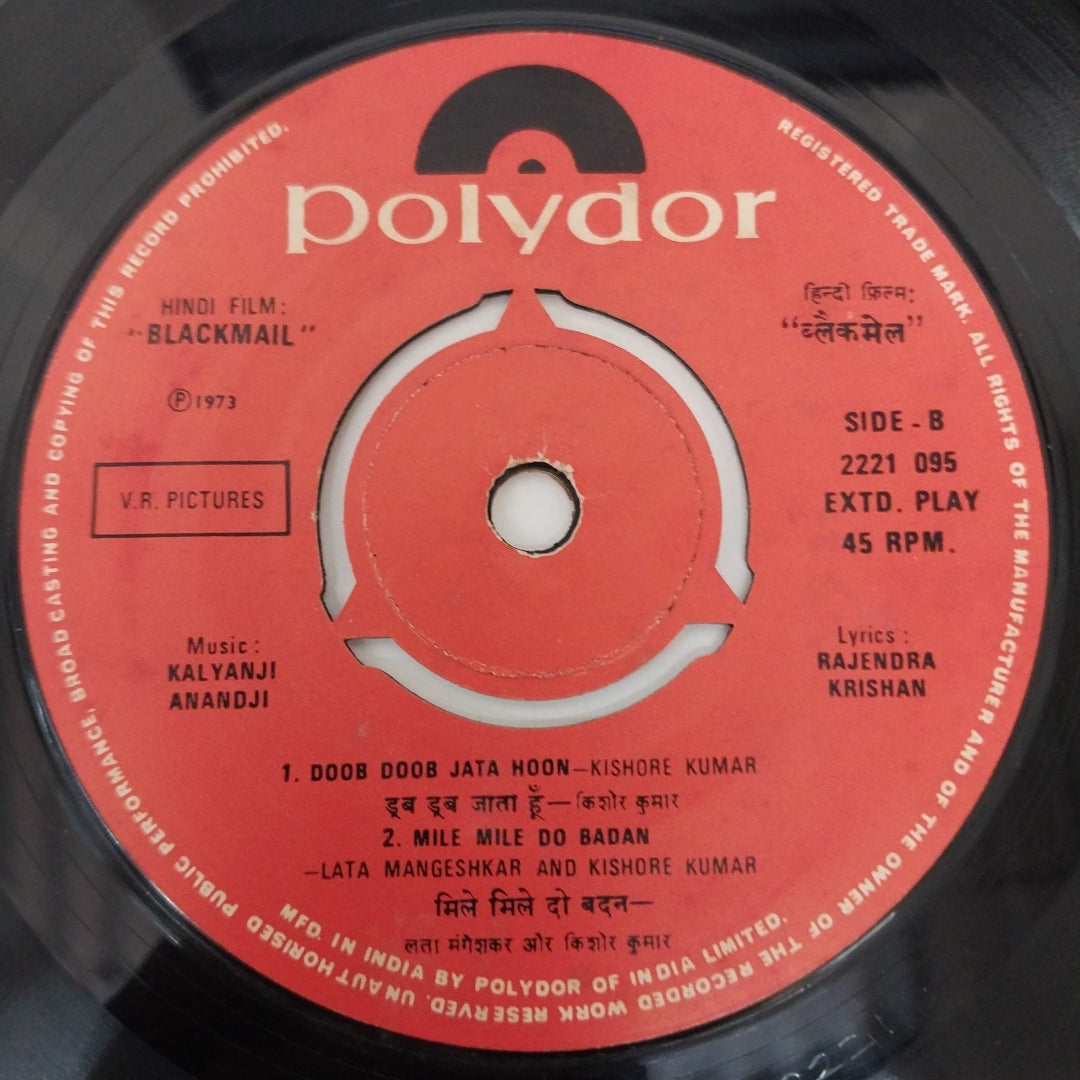 polydor
HINDI FILM:
"BLACKMAIL"
℗ 1973
V.R. PICTURES
Music:
KALYANJI
ANANDJI
हिन्दी फ़िल्म:
“ब्लैकमेल”
SIDE - B
2221 095
EXTD. PLAY
45 RPM.
Lyrics:
RAJENDRA
KRISHAN
1. DOOB DOOB JATA HOON—KISHORE KUMAR
डूब डूब जाता हूँ—किशोर कुमार
2. MILE MILE DO BADAN
—LATA MANGESHKAR AND KISHORE KUMAR
मिले मिले दो बदन—
लता मंगेशकर और किशोर कुमार
MFD. IN INDIA BY POLYDOR OF INDIA LIMITED.
REGISTERED TRADE MARK. ALL RIGHTS OF THE MANUFACTURER AND OF THE OWNER OF THE RECORDED WORK RESERVED. UNAUTHORISED PUBLIC PERFORMANCE, BROADCASTING AND COPYING OF THIS RECORD PROHIBITED.